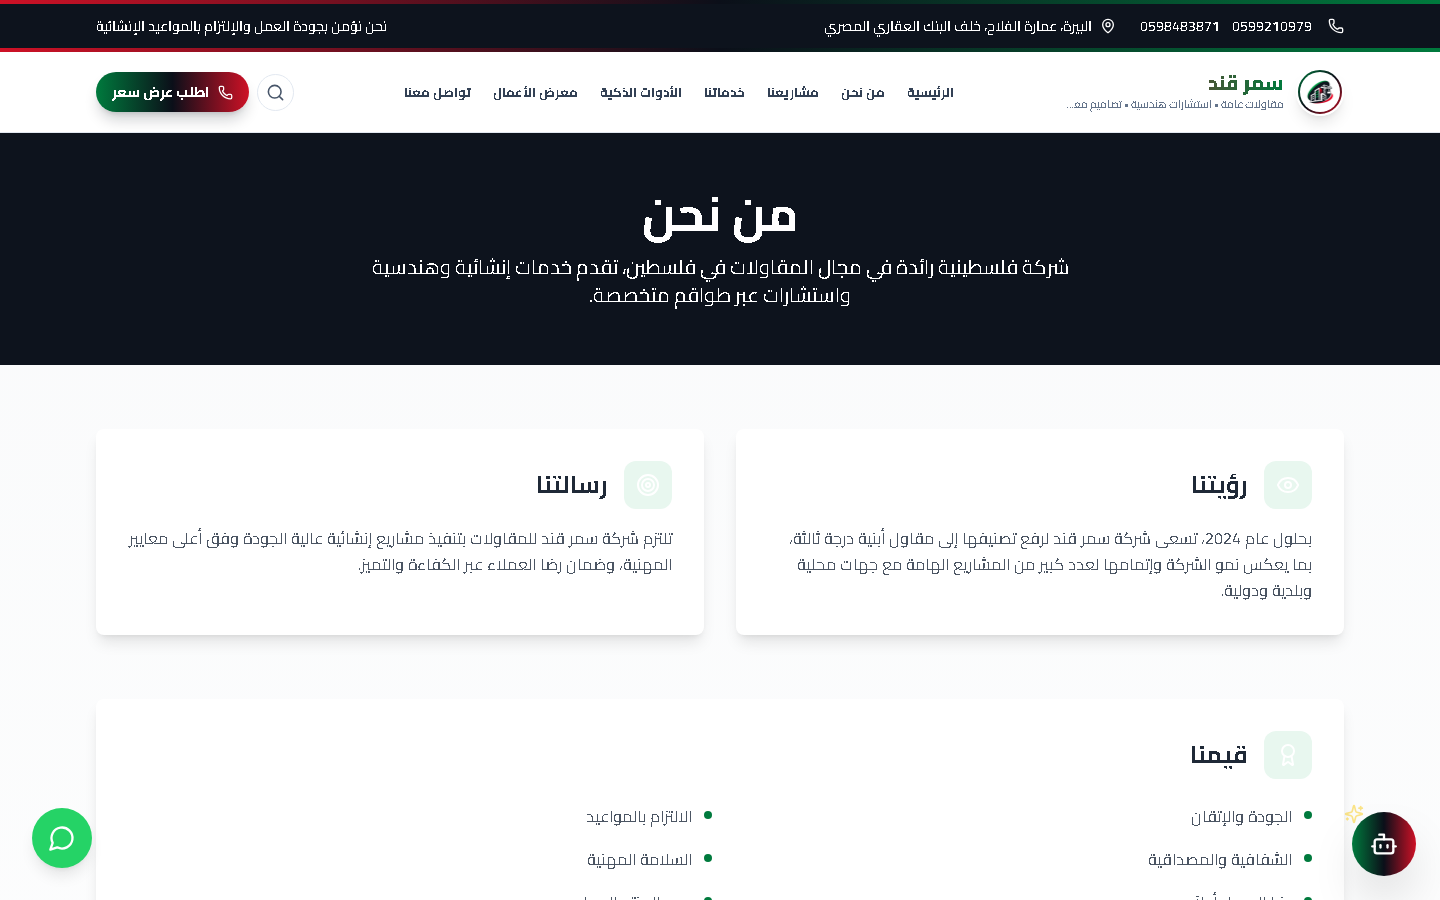 0599210979 0598483871
البيرة، عمارة الفلاح، خلف البنك العقاري المصري
نحن نؤمن بجودة العمل والإلتزام بالمواعيد الإنشائية
سمر قند
مقاولات عامة • استشارات هندسية • تصاميم معـ...
الرئيسية
من نحن
مشاريعنا
خدماتنا
الأدوات الذكية
معرض الأعمال
تواصل معنا
اطلب عرض سعر
من نحن
شركة فلسطينية رائدة في مجال المقاولات في فلسطين، تقدم خدمات إنشائية وهندسية
واستشارات عبر طواقم متخصصة.
رؤيتنا
بحلول عام 2024، تسعى شركة سمر قند لرفع تصنيفها إلى مقاول أبنية درجة ثالثة،
بما يعكس نمو الشركة وإتمامها لعدد كبير من المشاريع الهامة مع جهات محلية
وبلدية ودولية.
رسالتنا
تلتزم شركة سمر قند للمقاولات بتنفيذ مشاريع إنشائية عالية الجودة وفق أعلى معايير
المهنية، وضمان رضا العملاء عبر الكفاءة والتميز.
قيمنا
الجودة والإتقان
الالتزام بالمواعيد
الشفافية والمصداقية
السلامة المهنية